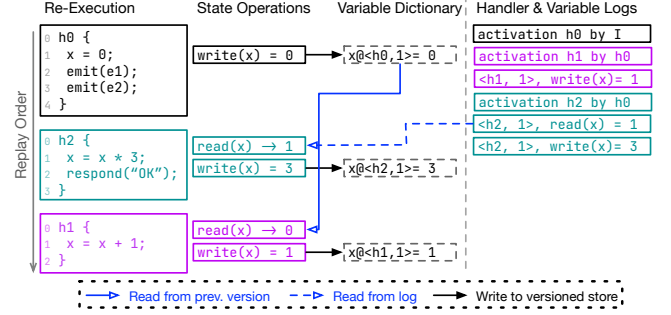 Re-Execution State Operations Variable Dictionary Handler & Variable Logs
Replay Order
0 h0 {
1 x = 0;
2 emit(e1);
3 emit(e2);
4 }
write(x) = 0
x@<h0,1>= 0
activation h0 by I
activation h1 by h0
<h1, 1>, write(x)= 1
activation h2 by h0
<h2, 1>, read(x) = 1
<h2, 1>, write(x)= 3
0 h2 {
1 x = x * 3;
2 respond(“OK”);
3 }
read(x) → 1
write(x) = 3
x@<h2,1>= 3
0 h1 {
1 x = x + 1;
2 }
read(x) → 0
write(x) = 1
x@<h1,1>= 1
Read from prev. version Read from log Write to versioned store